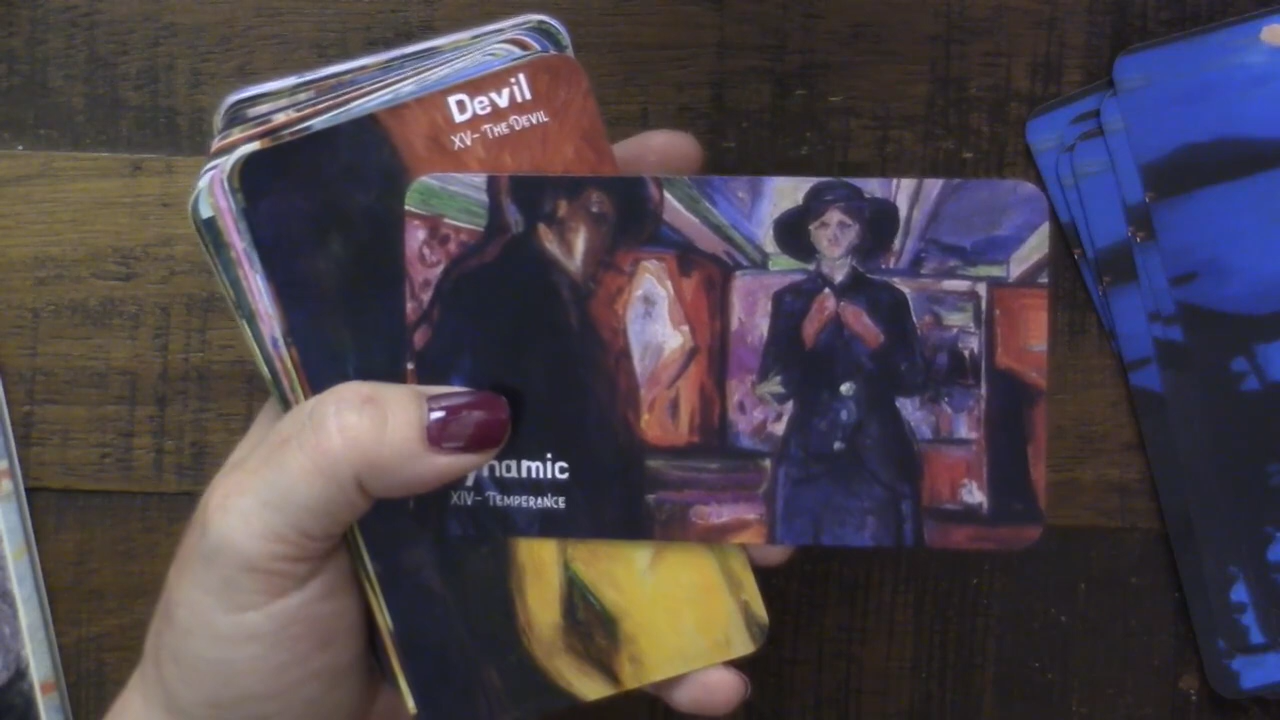 Devil
XV- The Devil
ynamic
XIV- Temperance